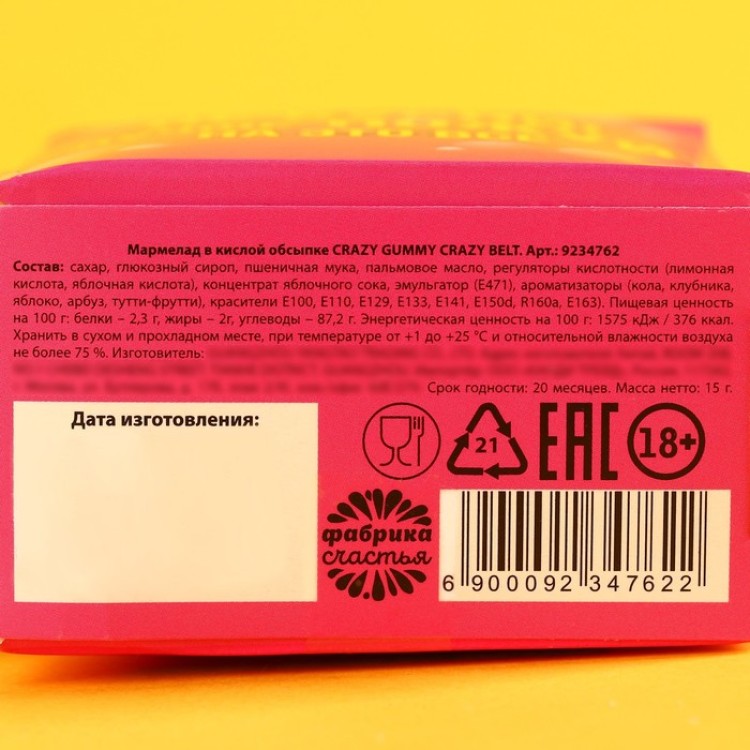 НА ЭТО
Мармелад в кислой обсыпке CRAZY GUMMY CRAZY BELT. Арт.: 9234762
Состав: сахар, глюкозный сироп, пшеничная мука, пальмовое масло, регуляторы кислотности (лимонная
кислота, яблочная кислота), концентрат яблочного сока, эмульгатор (E471), ароматизаторы (кола, клубника,
яблоко, арбуз, тутти-фрутти), красители E100, E110, E129, E133, E141, E150d, R160a, E163). Пищевая ценность
на 100 г: белки – 2,3 г, жиры – 2г, углеводы – 87,2 г. Энергетическая ценность на 100 г: 1575 кДж / 376 ккал.
Хранить в сухом и прохладном месте, при температуре от +1 до +25 °C и относительной влажности воздуха
не более 75 %. Изготовитель:
Срок годности: 20 месяцев. Масса нетто: 15 г.
Дата изготовления:
21
EAC
18+
фабрика
счастья
6 900092 347622